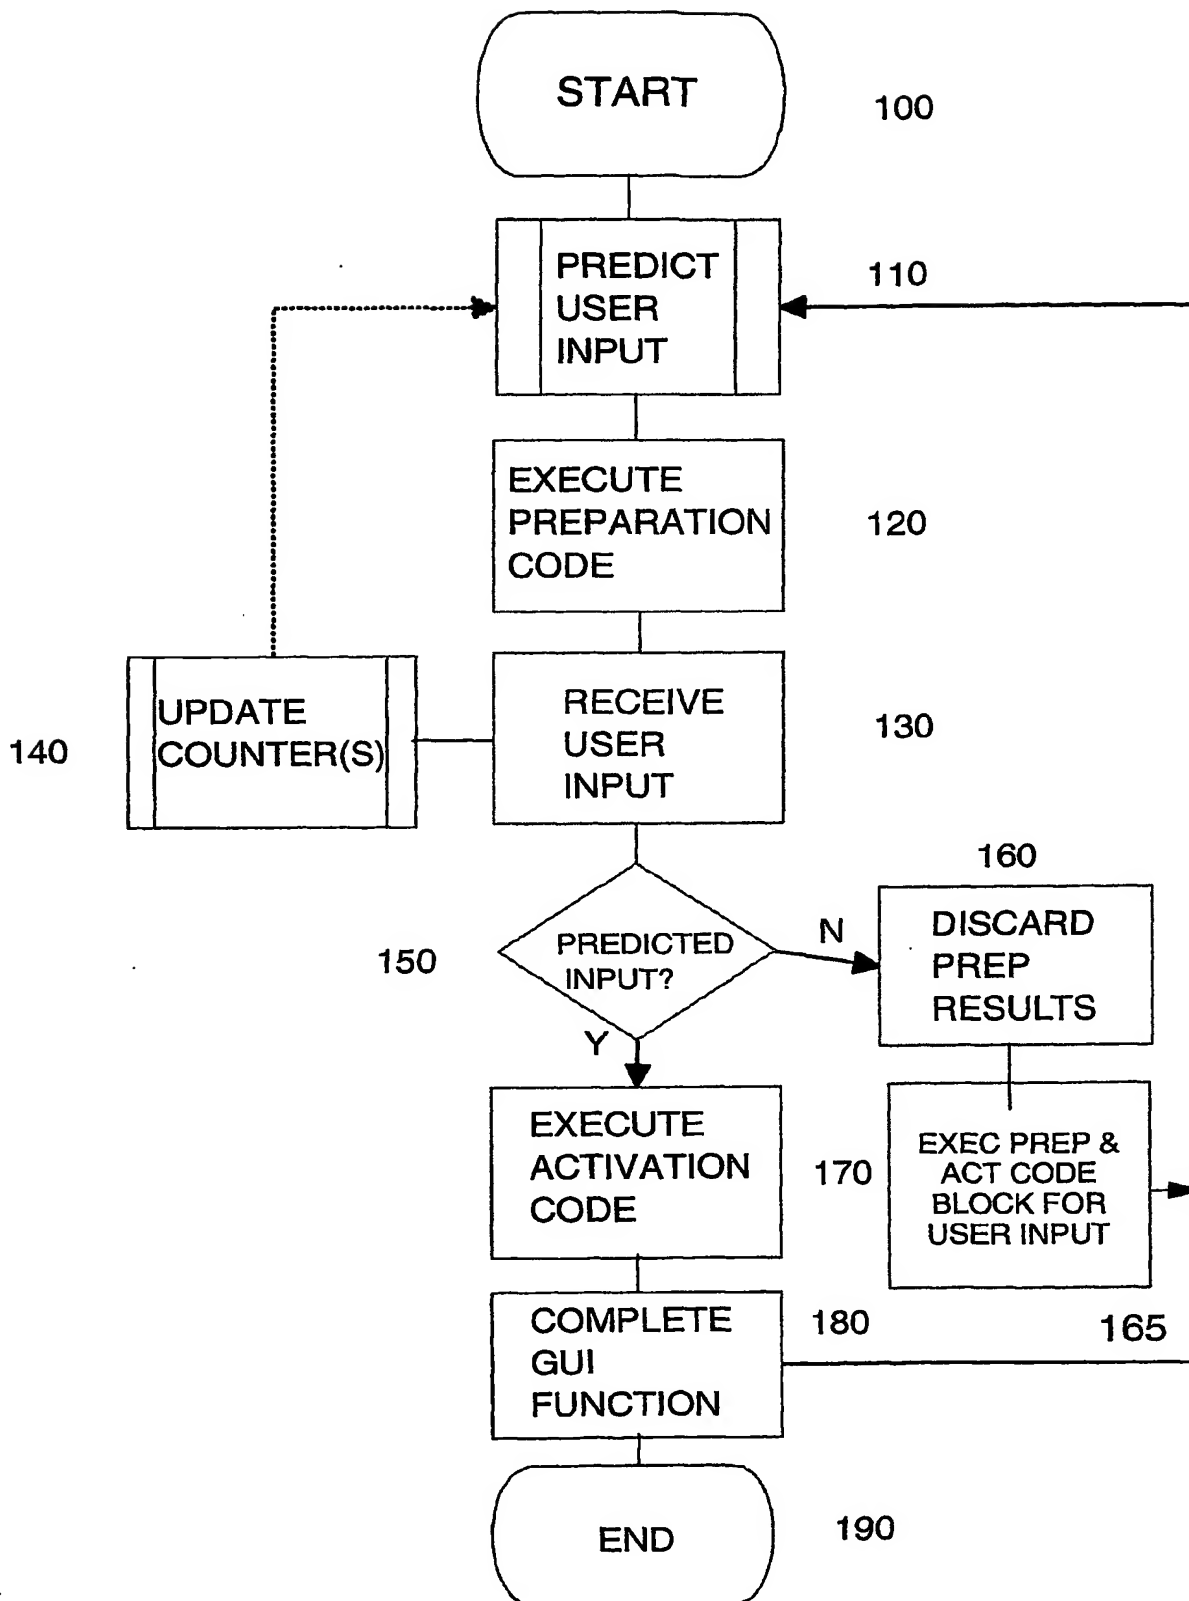 START
100
PREDICT
USER
INPUT
110
EXECUTE
PREPARATION
CODE
120
UPDATE
COUNTER(S)
140
RECEIVE
USER
INPUT
130
PREDICTED
INPUT?
150
N
Y
160
DISCARD
PREP
RESULTS
EXECUTE
ACTIVATION
CODE
170
EXEC PREP &
ACT CODE
BLOCK FOR
USER INPUT
165
COMPLETE
GUI
FUNCTION
180
END
190